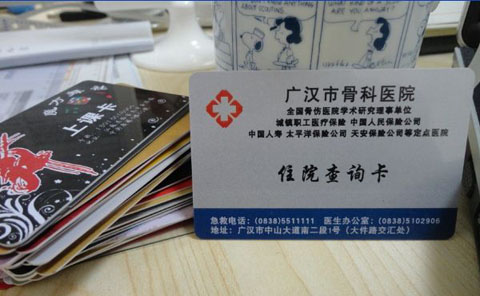 上课卡
广汉市骨科医院
全国骨伤医院学术研究理事单位
城镇职工医疗保险 中国人民保险公司
中国人寿 太平洋保险公司 天安保险公司等定点医院
住院查询卡
急救电话:(0838)5511111 医生办公室:(0838)5102906
地址:广汉市中山大道南二段1号(大件路交汇处)